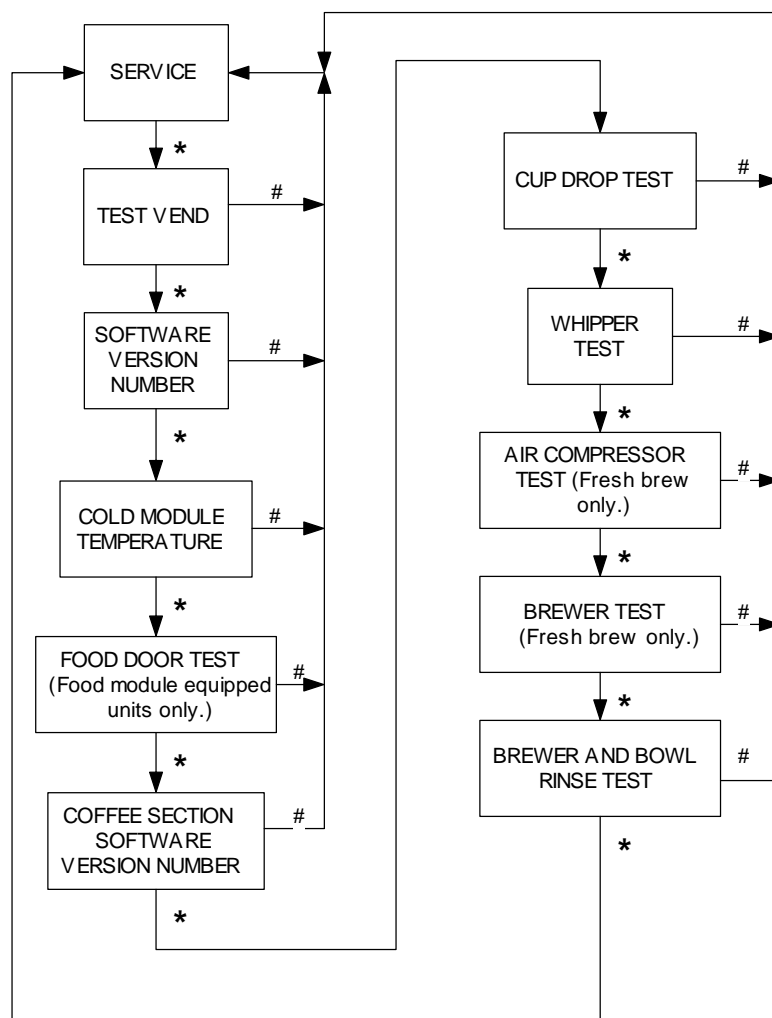 SERVICE
*
TEST VEND
#
*
SOFTWARE
VERSION
NUMBER
#
*
COLD MODULE
TEMPERATURE
#
*
FOOD DOOR TEST
(Food module equipped
units only.)
#
*
COFFEE SECTION
SOFTWARE
VERSION NUMBER
#
*
CUP DROP TEST
#
*
WHIPPER
TEST
#
*
AIR COMPRESSOR
TEST (Fresh brew
only.)
#
*
BREWER TEST
(Fresh brew only.)
#
*
BREWER AND BOWL
RINSE TEST
#
*